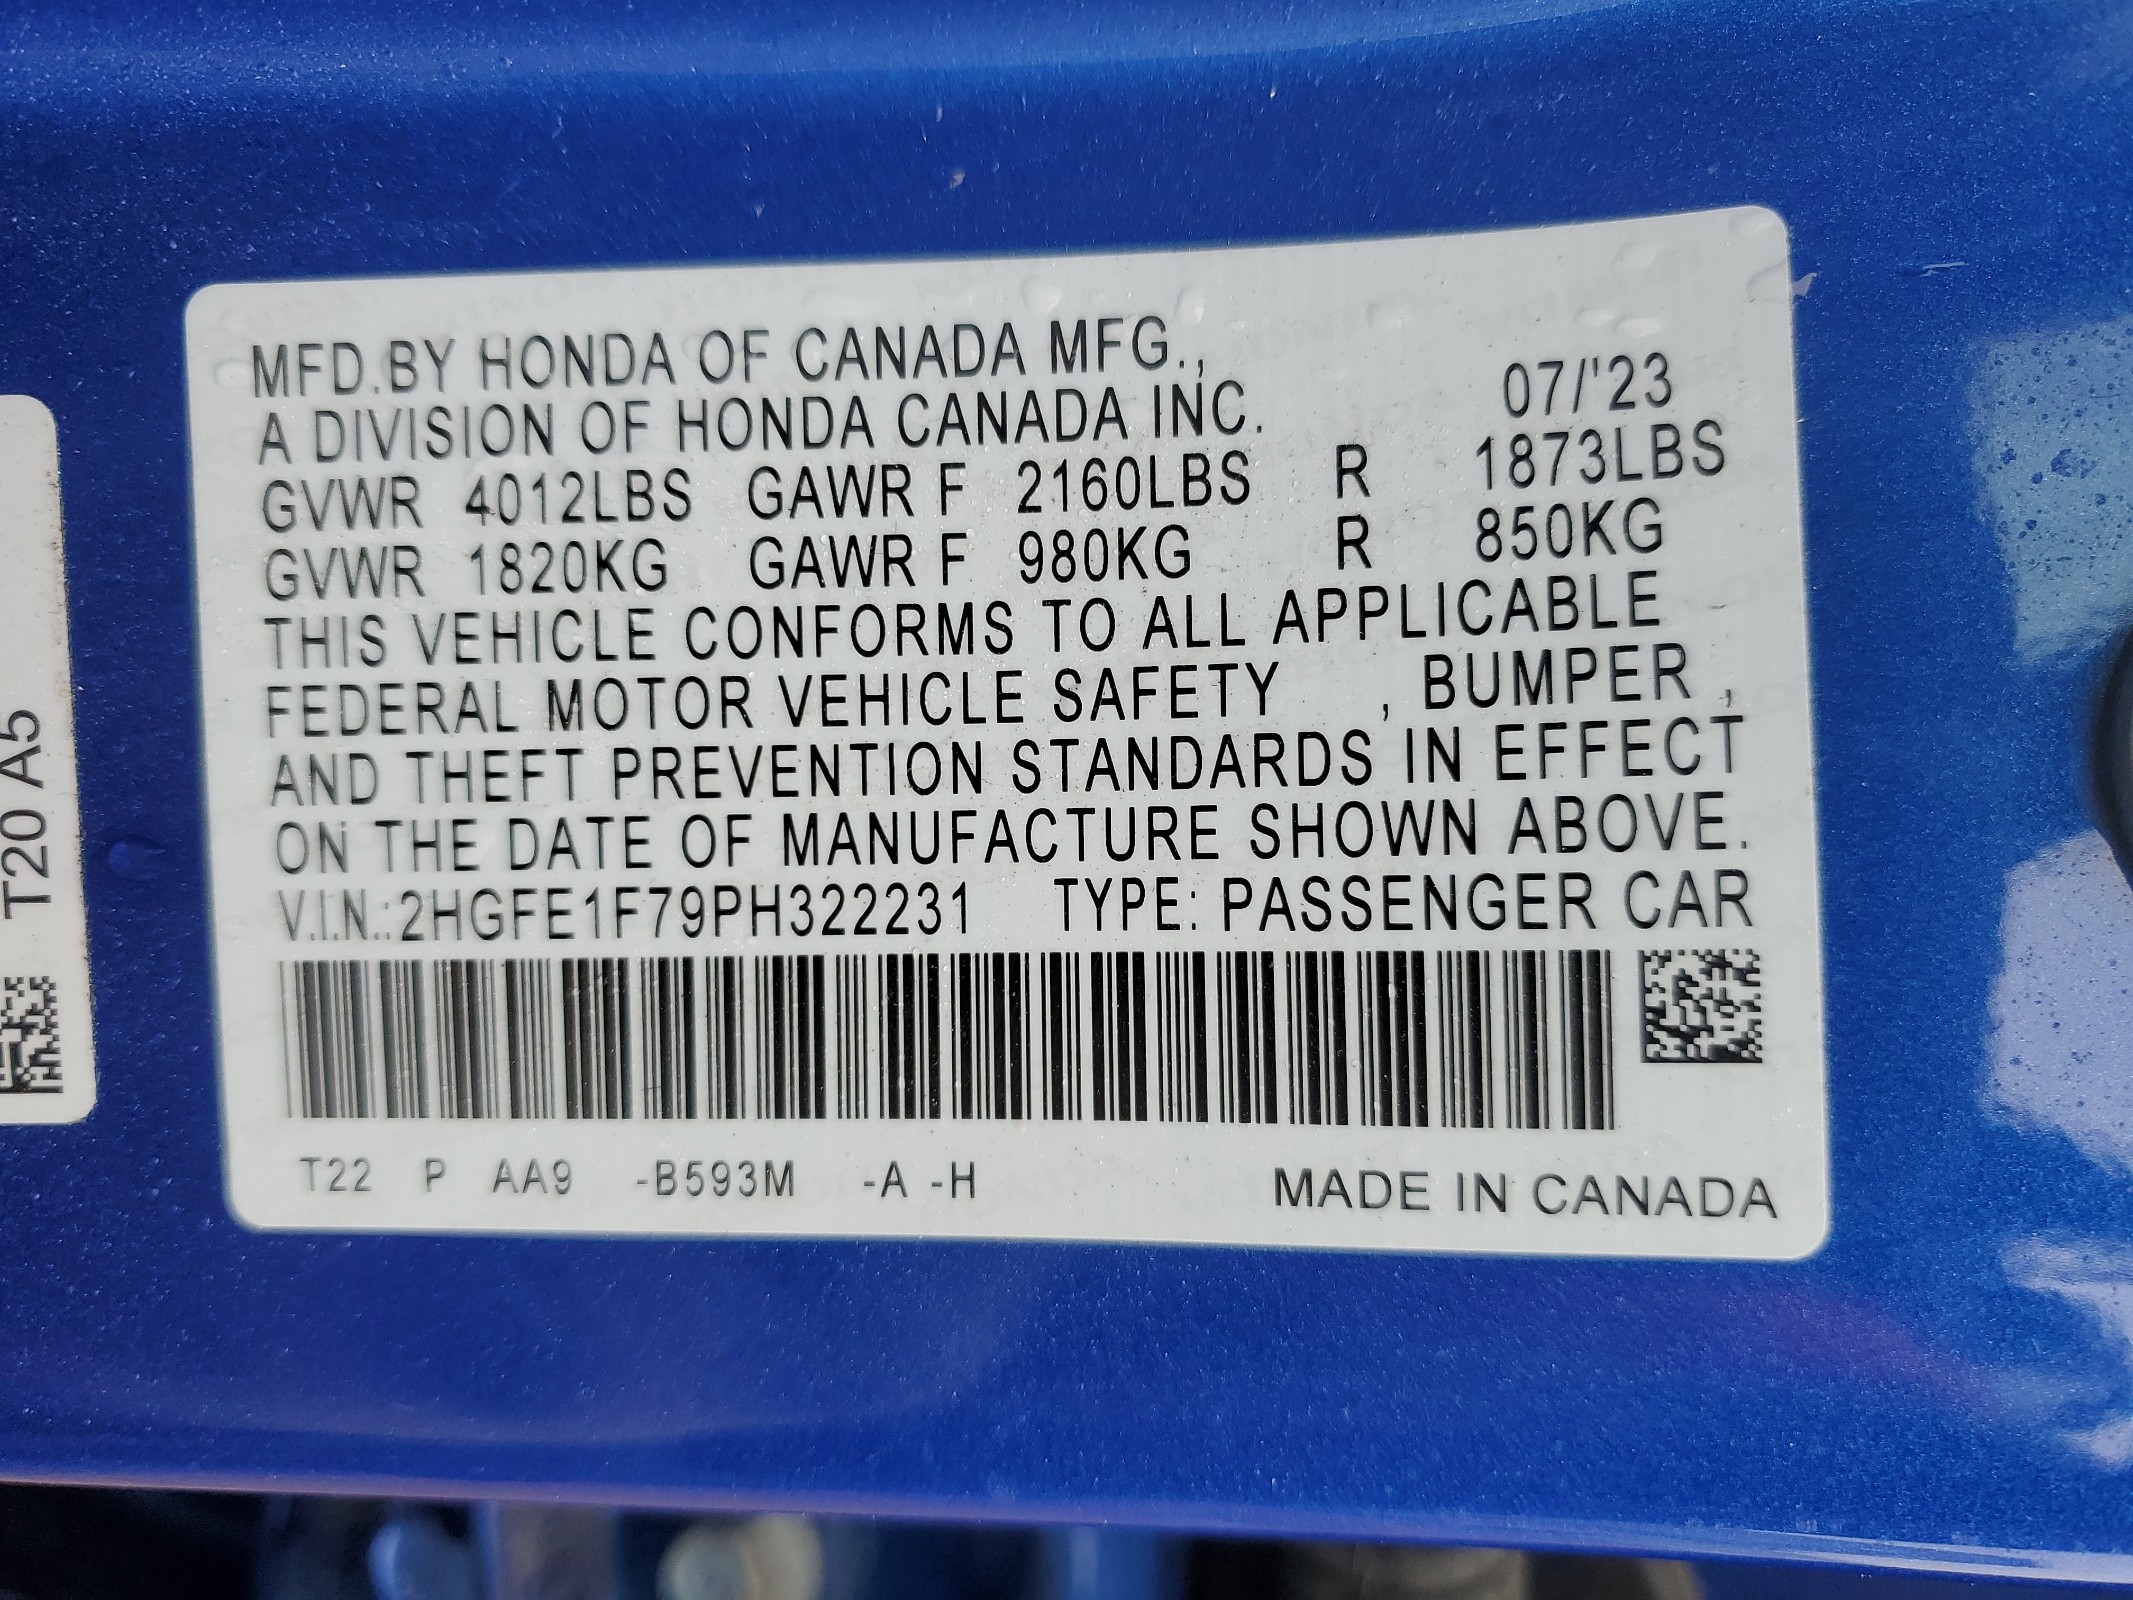 MFD.BY HONDA OF CANADA MFG.,
A DIVISION OF HONDA CANADA INC. 07/'23
GVWR 4012LBS GAWR F 2160LBS R 1873LBS
GVWR 1820KG GAWR F 980KG R 850KG
THIS VEHICLE CONFORMS TO ALL APPLICABLE
FEDERAL MOTOR VEHICLE SAFETY , BUMPER ,
AND THEFT PREVENTION STANDARDS IN EFFECT
ON THE DATE OF MANUFACTURE SHOWN ABOVE.
V.I.N.:2HGFE1F79PH322231 TYPE: PASSENGER CAR
T22 P AA9 -B593M -A -H MADE IN CANADA
T20 A5